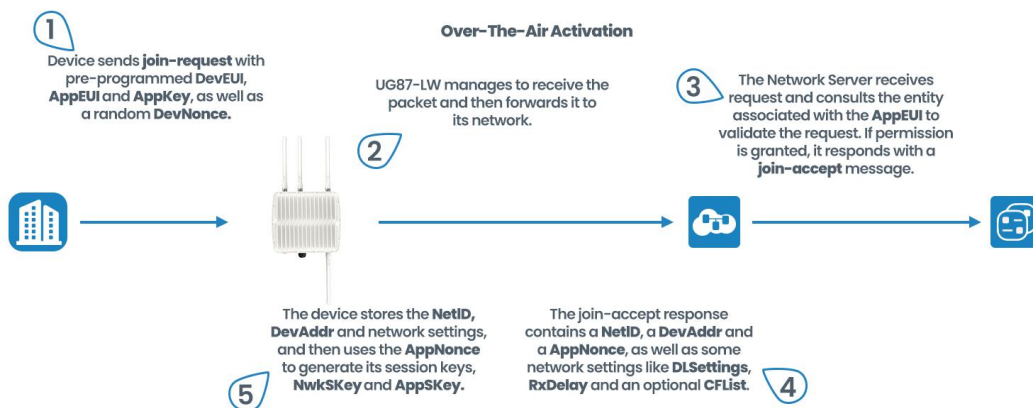 Over-The-Air Activation
1
Device sends join-request with
pre-programmed DevEUI,
AppEUI and AppKey, as well as
a random DevNonce.
UG87-LW manages to receive the
packet and then forwards it to
its network.
2
3
The Network Server receives
request and consults the entity
associated with the AppEUI to
validate the request. If permission
is granted, it responds with a
join-accept message.
The join-accept response
contains a NetID, a DevAddr and
a AppNonce, as well as some
network settings like DLSettings,
RxDelay and an optional CFList.
4
The device stores the NetID,
DevAddr and network settings,
and then uses the AppNonce
to generate its session keys,
NwkSKey and AppSKey.
5